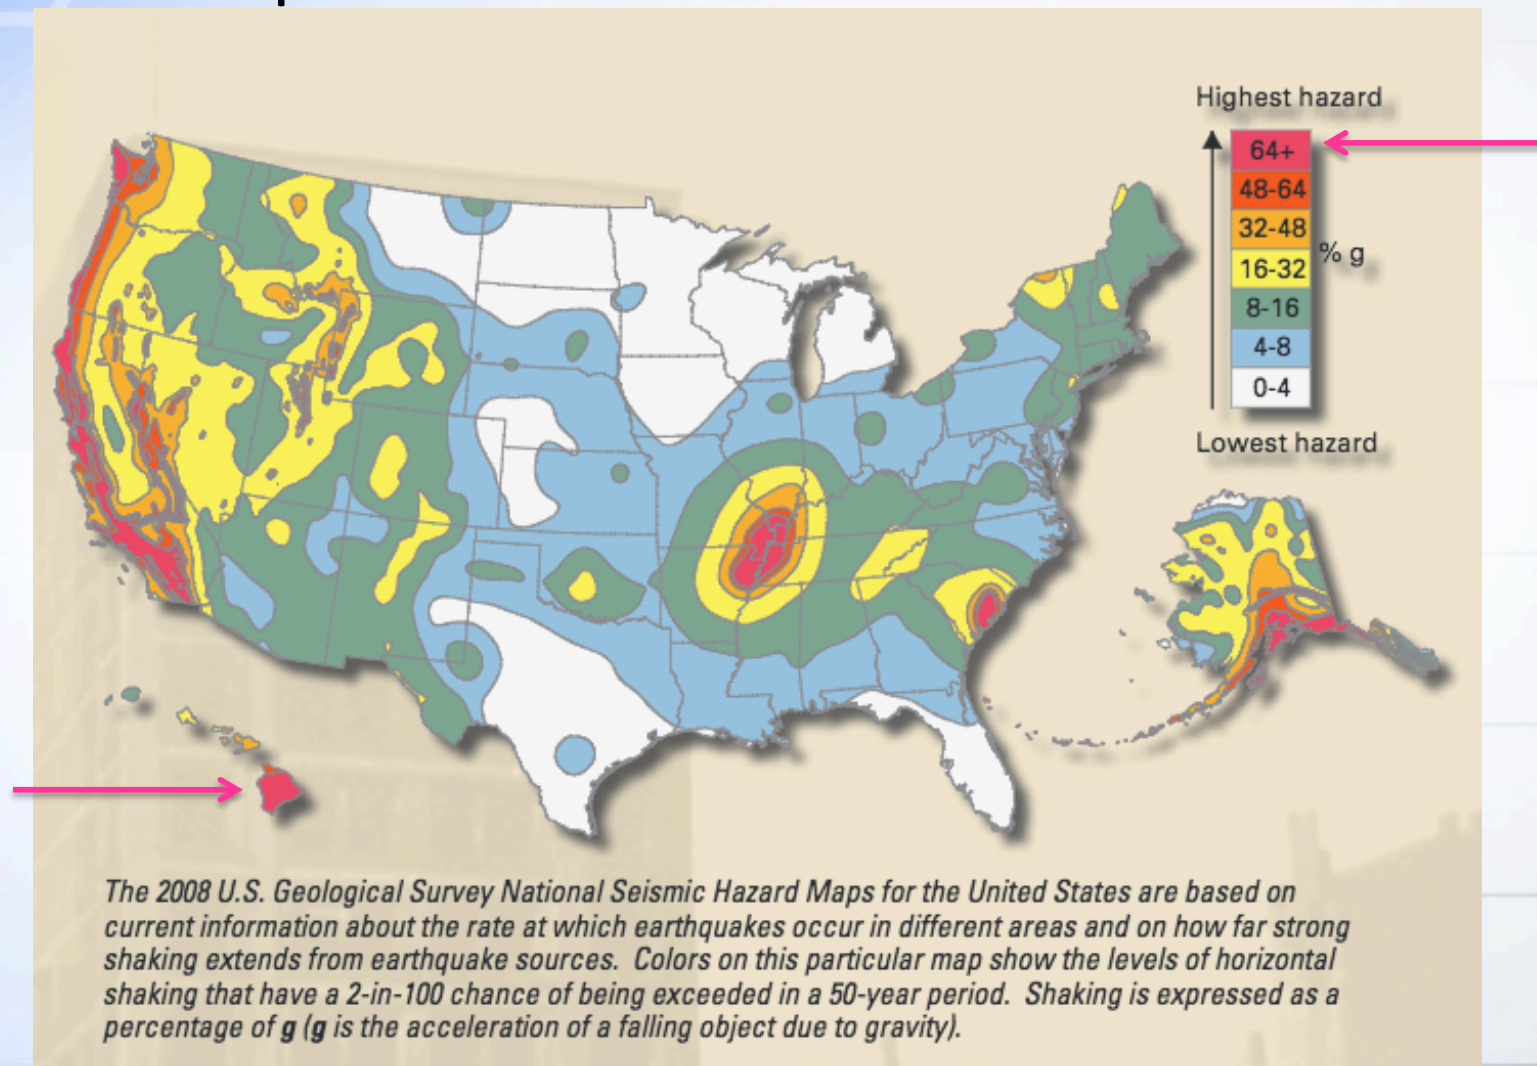 Highest hazard
64+
48-64
32-48
16-32
% g
8-16
4-8
0-4
Lowest hazard
The 2008 U.S. Geological Survey National Seismic Hazard Maps for the United States are based on
current information about the rate at which earthquakes occur in different areas and on how far strong
shaking extends from earthquake sources.  Colors on this particular map show the levels of horizontal
shaking that have a 2-in-100 chance of being exceeded in a 50-year period.  Shaking is expressed as a
percentage of g (g is the acceleration of a falling object due to gravity).